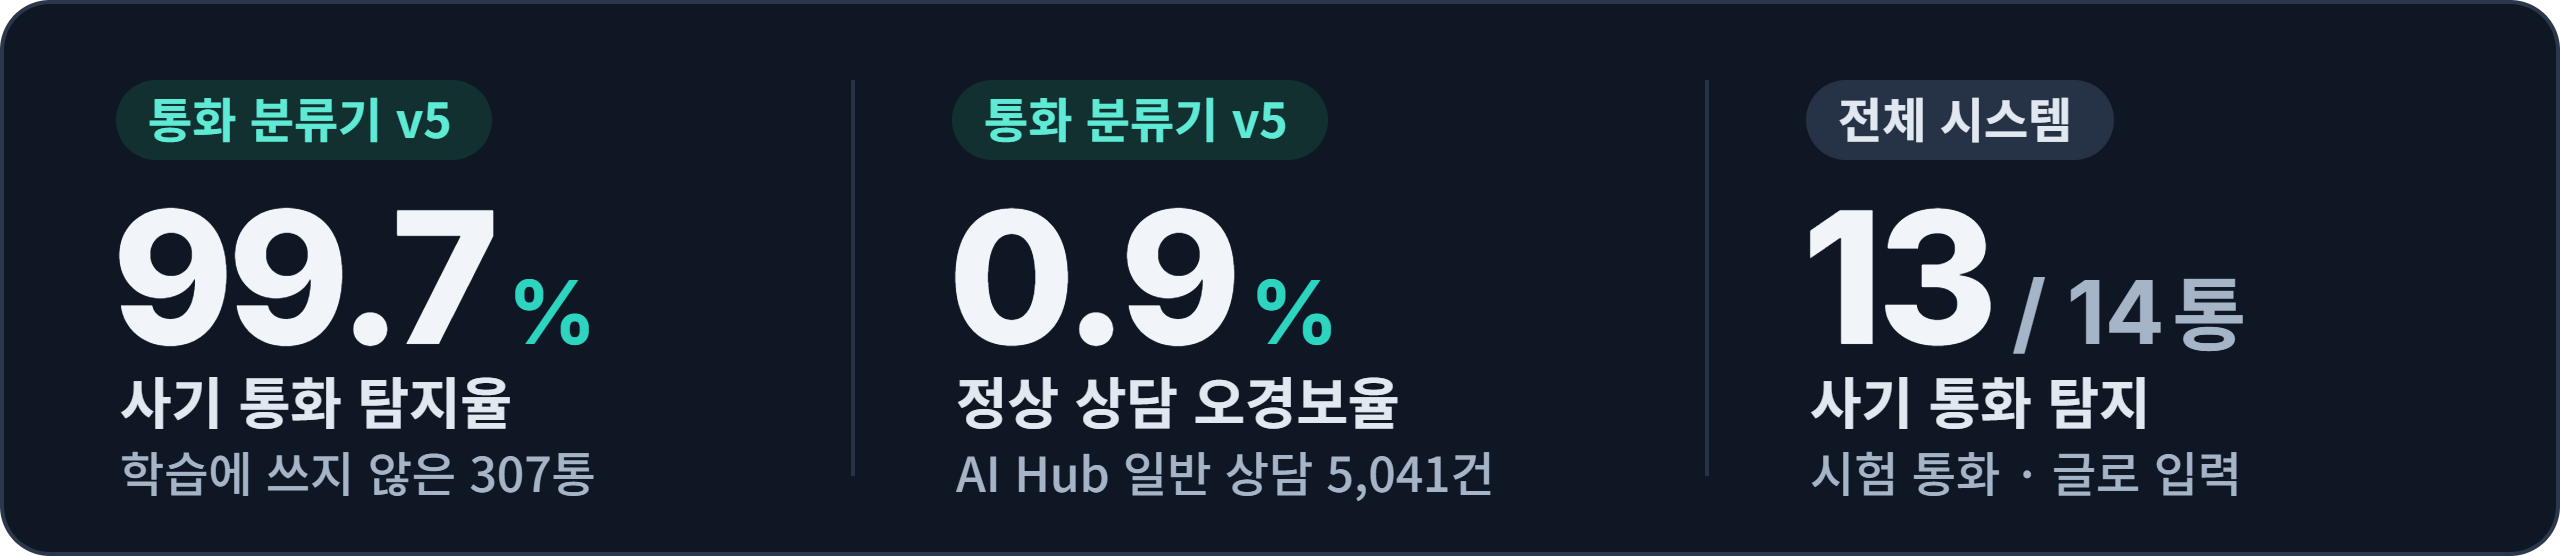 통화 분류기 v5
99.7%
사기 통화 탐지율
학습에 쓰지 않은 307통
통화 분류기 v5
0.9%
정상 상담 오경보율
AI Hub 일반 상담 5,041건
전체 시스템
13 / 14통
사기 통화 탐지
시험 통화 · 글로 입력